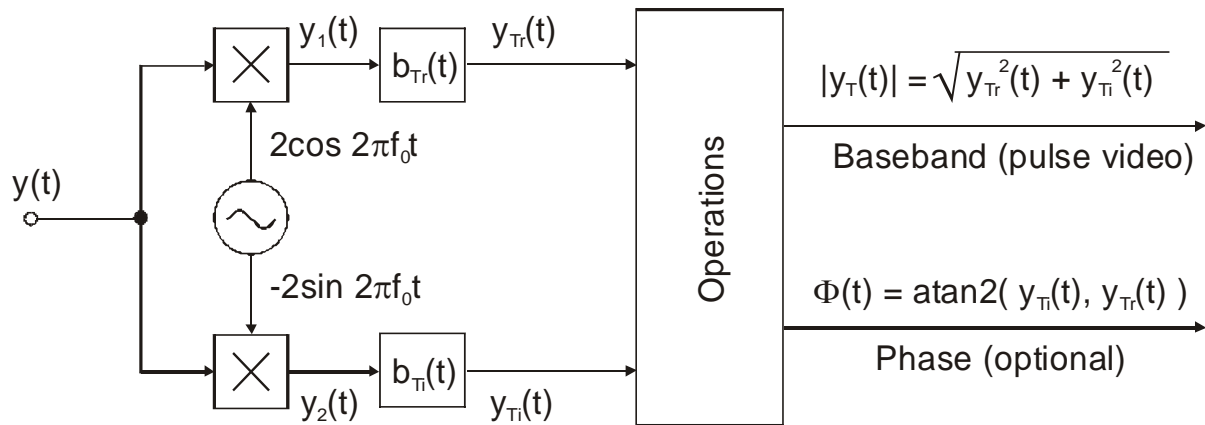 y(t)
y₁(t)
b_Tr(t)
y_Tr(t)
2cos 2πf₀t
-2sin 2πf₀t
y₂(t)
b_Ti(t)
y_Ti(t)
Operations
|y_T(t)| = √(y_Tr²(t) + y_Ti²(t))
Baseband (pulse video)
Φ(t) = atan2( y_Ti(t), y_Tr(t) )
Phase (optional)